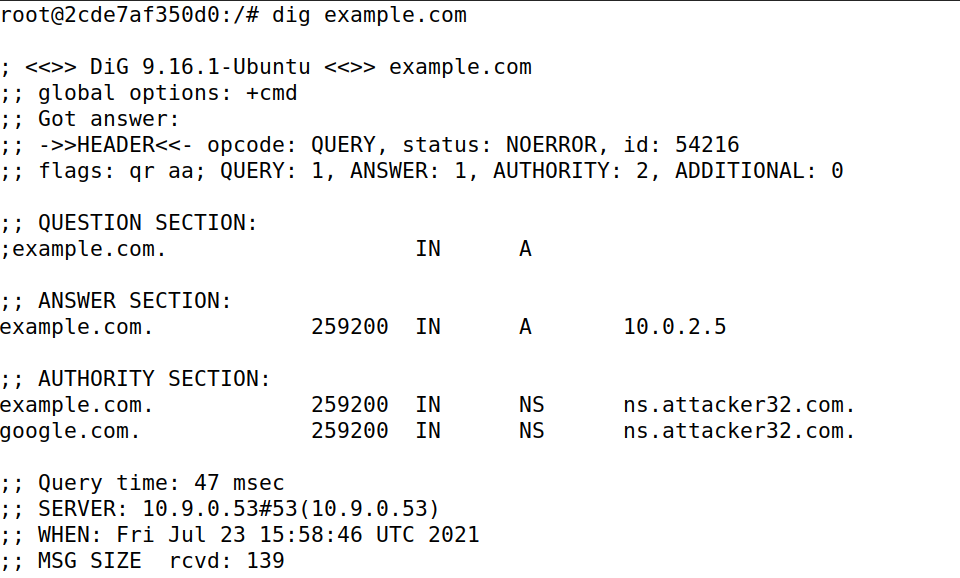 root@2cde7af350d0:/# dig example.com
; <<>> DiG 9.16.1-Ubuntu <<>> example.com
;; global options: +cmd
;; Got answer:
;; ->>HEADER<<- opcode: QUERY, status: NOERROR, id: 54216
;; flags: qr aa; QUERY: 1, ANSWER: 1, AUTHORITY: 2, ADDITIONAL: 0
;; QUESTION SECTION:
;example.com. IN A
;; ANSWER SECTION:
example.com. 259200 IN A 10.0.2.5
;; AUTHORITY SECTION:
example.com. 259200 IN NS ns.attacker32.com.
google.com. 259200 IN NS ns.attacker32.com.
;; Query time: 47 msec
;; SERVER: 10.9.0.53#53(10.9.0.53)
;; WHEN: Fri Jul 23 15:58:46 UTC 2021
;; MSG SIZE rcvd: 139